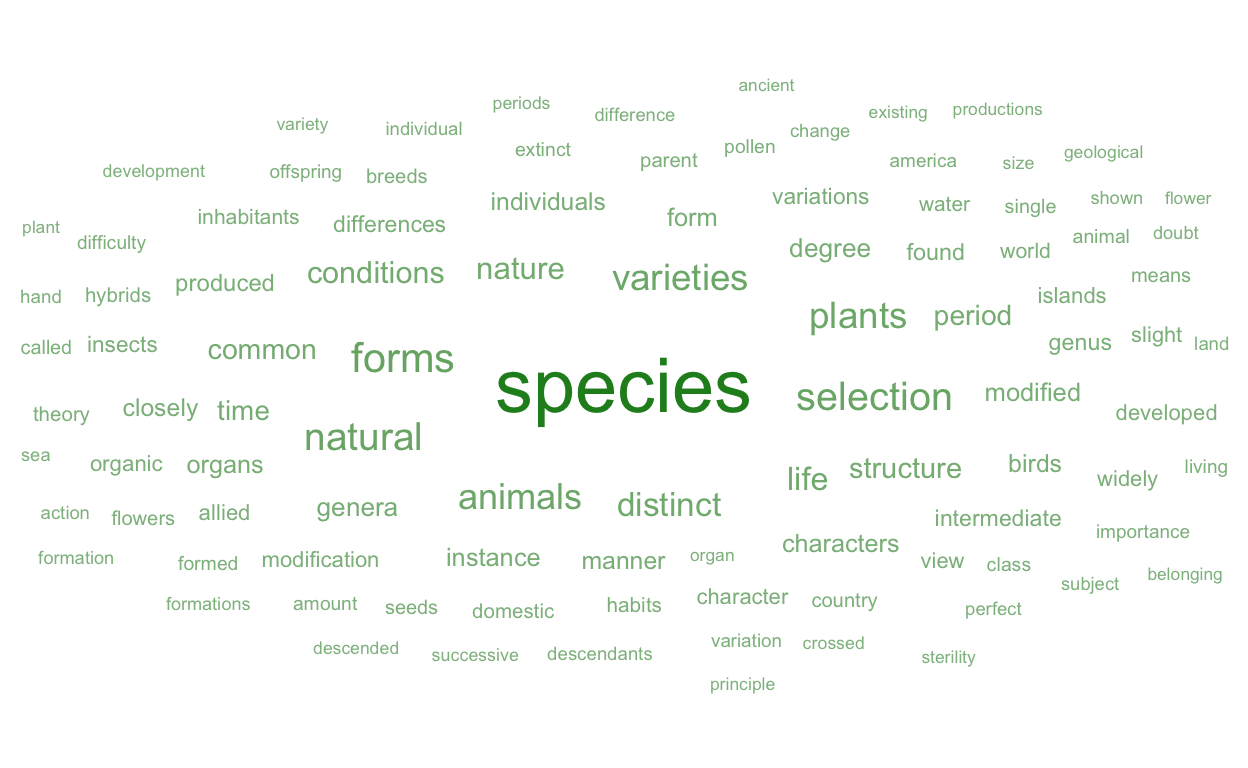 ancient
periods
difference
existing
productions
variety
individual
change
extinct
parent
pollen
america
size
geological
development
offspring
breeds
inhabitants
differences
individuals
form
variations
water
single
shown
flower
plant
difficulty
degree
found
world
animal
doubt
hand
hybrids
produced
conditions
nature
varieties
plants
period
islands
means
called
insects
common
forms
species
selection
modified
genus
slight
land
theory
closely
time
natural
developed
sea
organic
organs
animals
distinct
life
structure
birds
widely
living
action
flowers
allied
genera
intermediate
importance
formation
formed
modification
instance
manner
organ
characters
view
class
subject
belonging
formations
amount
seeds
domestic
habits
character
country
perfect
descended
successive
descendants
variation
crossed
sterility
principle